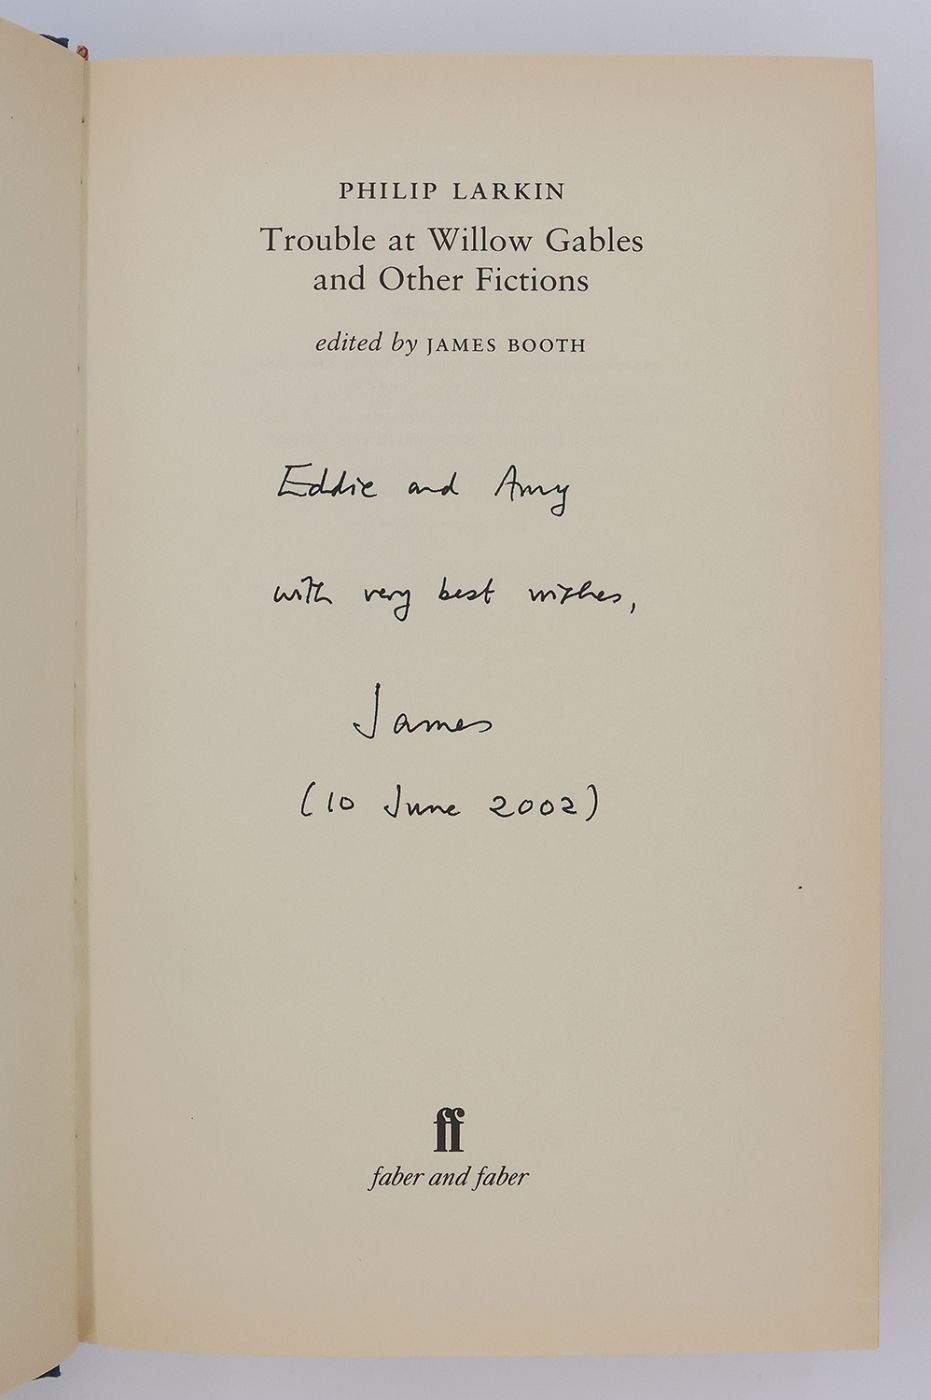 PHILIP LARKIN
Trouble at Willow Gables
and Other Fictions
edited by JAMES BOOTH
Eddie and Amy
with very best wishes,
James
(10 June 2002)
ff
faber and faber